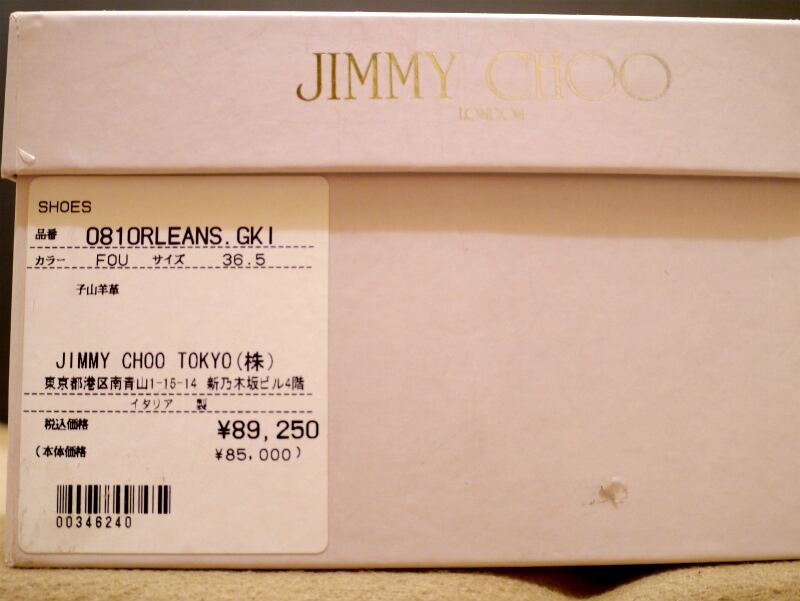 JIMMY CHOO
LONDON
SHOES
品番 081ORLEANS.GKI
カラー FOU サイズ 36.5
子山羊革
JIMMY CHOO TOKYO(株)
東京都港区南青山1-15-14 新乃木坂ビル4階
イタリア 製
税込価格 ¥89,250
(本体価格 ¥85,000)
00346240